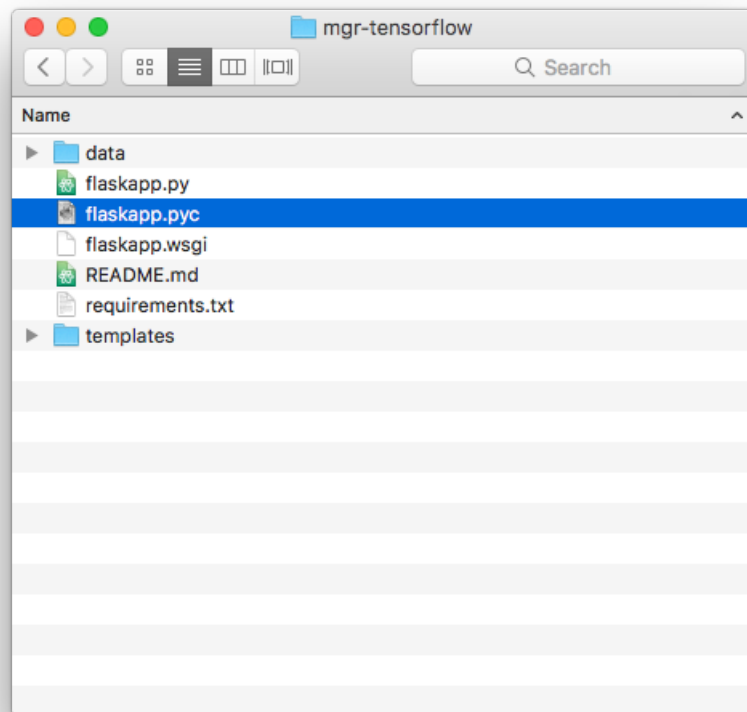 mgr-tensorflow
Search
Name
data
flaskapp.py
flaskapp.pyc
flaskapp.wsgi
README.md
requirements.txt
templates